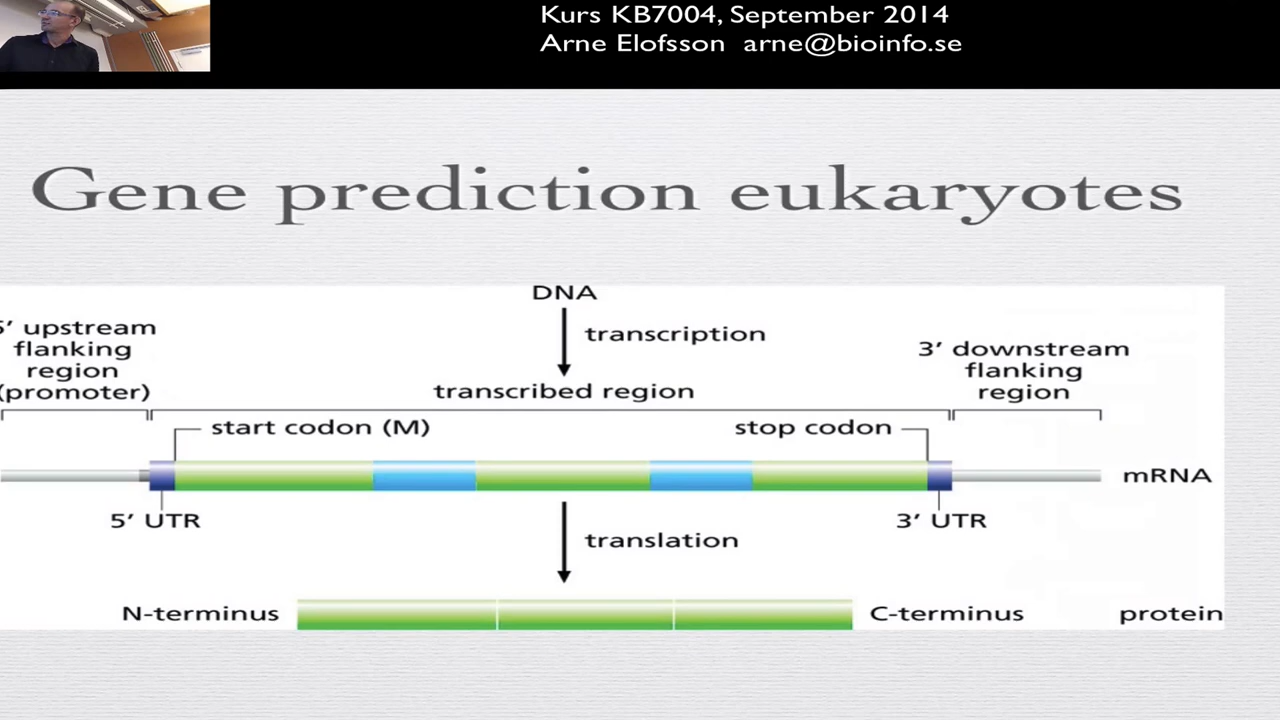 Kurs KB7004, September 2014
Arne Elofsson arne@bioinfo.se
Gene prediction eukaryotes
DNA
transcription
5’ upstream
flanking
region
(promoter)
transcribed region
3’ downstream
flanking
region
start codon (M)
stop codon
mRNA
5’ UTR
3’ UTR
translation
N-terminus
C-terminus
protein